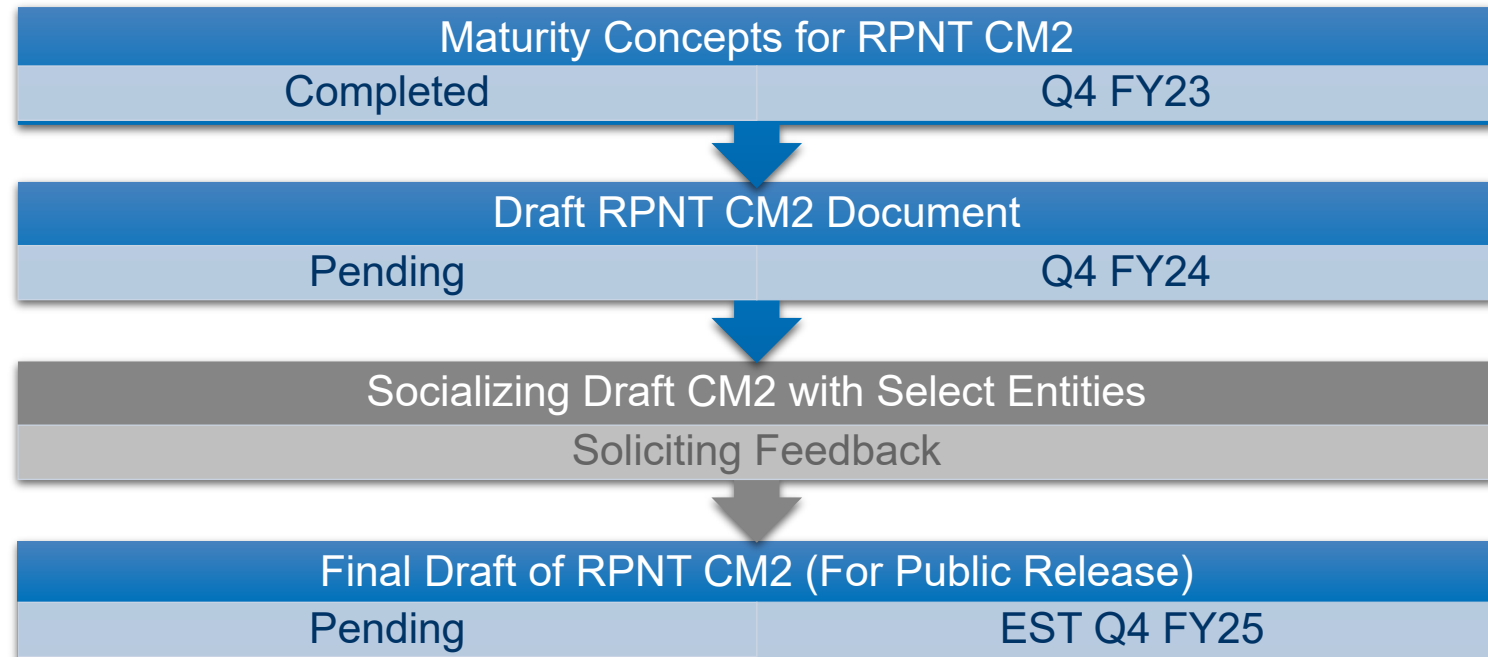 Maturity Concepts for RPNT CM2
Completed Q4 FY23
Draft RPNT CM2 Document
Pending Q4 FY24
Socializing Draft CM2 with Select Entities
Soliciting Feedback
Final Draft of RPNT CM2 (For Public Release)
Pending EST Q4 FY25